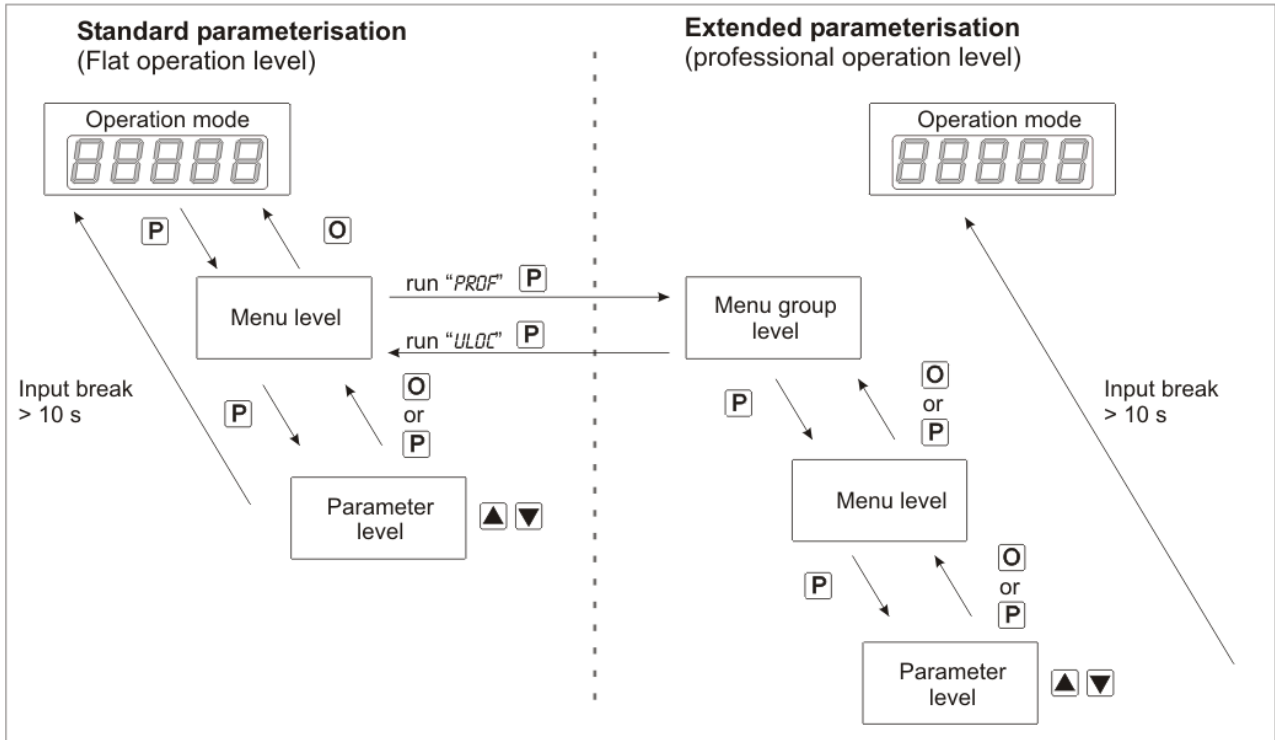 Standard parameterisation
(Flat operation level)
Operation mode
88888
P
O
Menu level
run “PROF” P
run “ULOC” P
Input break
> 10 s
P
O
or
P
Parameter
level
▲ ▼
Extended parameterisation
(professional operation level)
Operation mode
88888
Menu group
level
P
O
or
P
Input break
> 10 s
Menu level
P
O
or
P
Parameter
level
▲ ▼